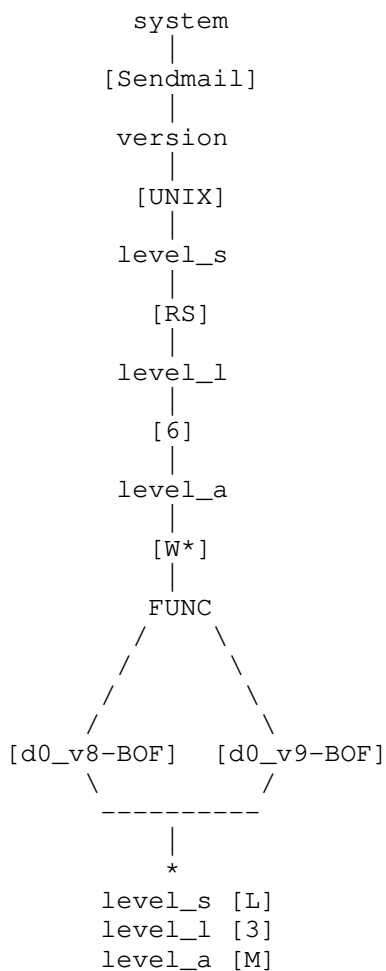 system
|
[Sendmail]
|
version
|
[UNIX]
|
level_s
|
[RS]
|
level_l
|
[6]
|
level_a
|
[W*]
|
FUNC
/ \
/ \
/ \
/ \
[d0_v8-BOF] [d0_v9-BOF]
\ /
----------
|
*
level_s [L]
level_l [3]
level_a [M]